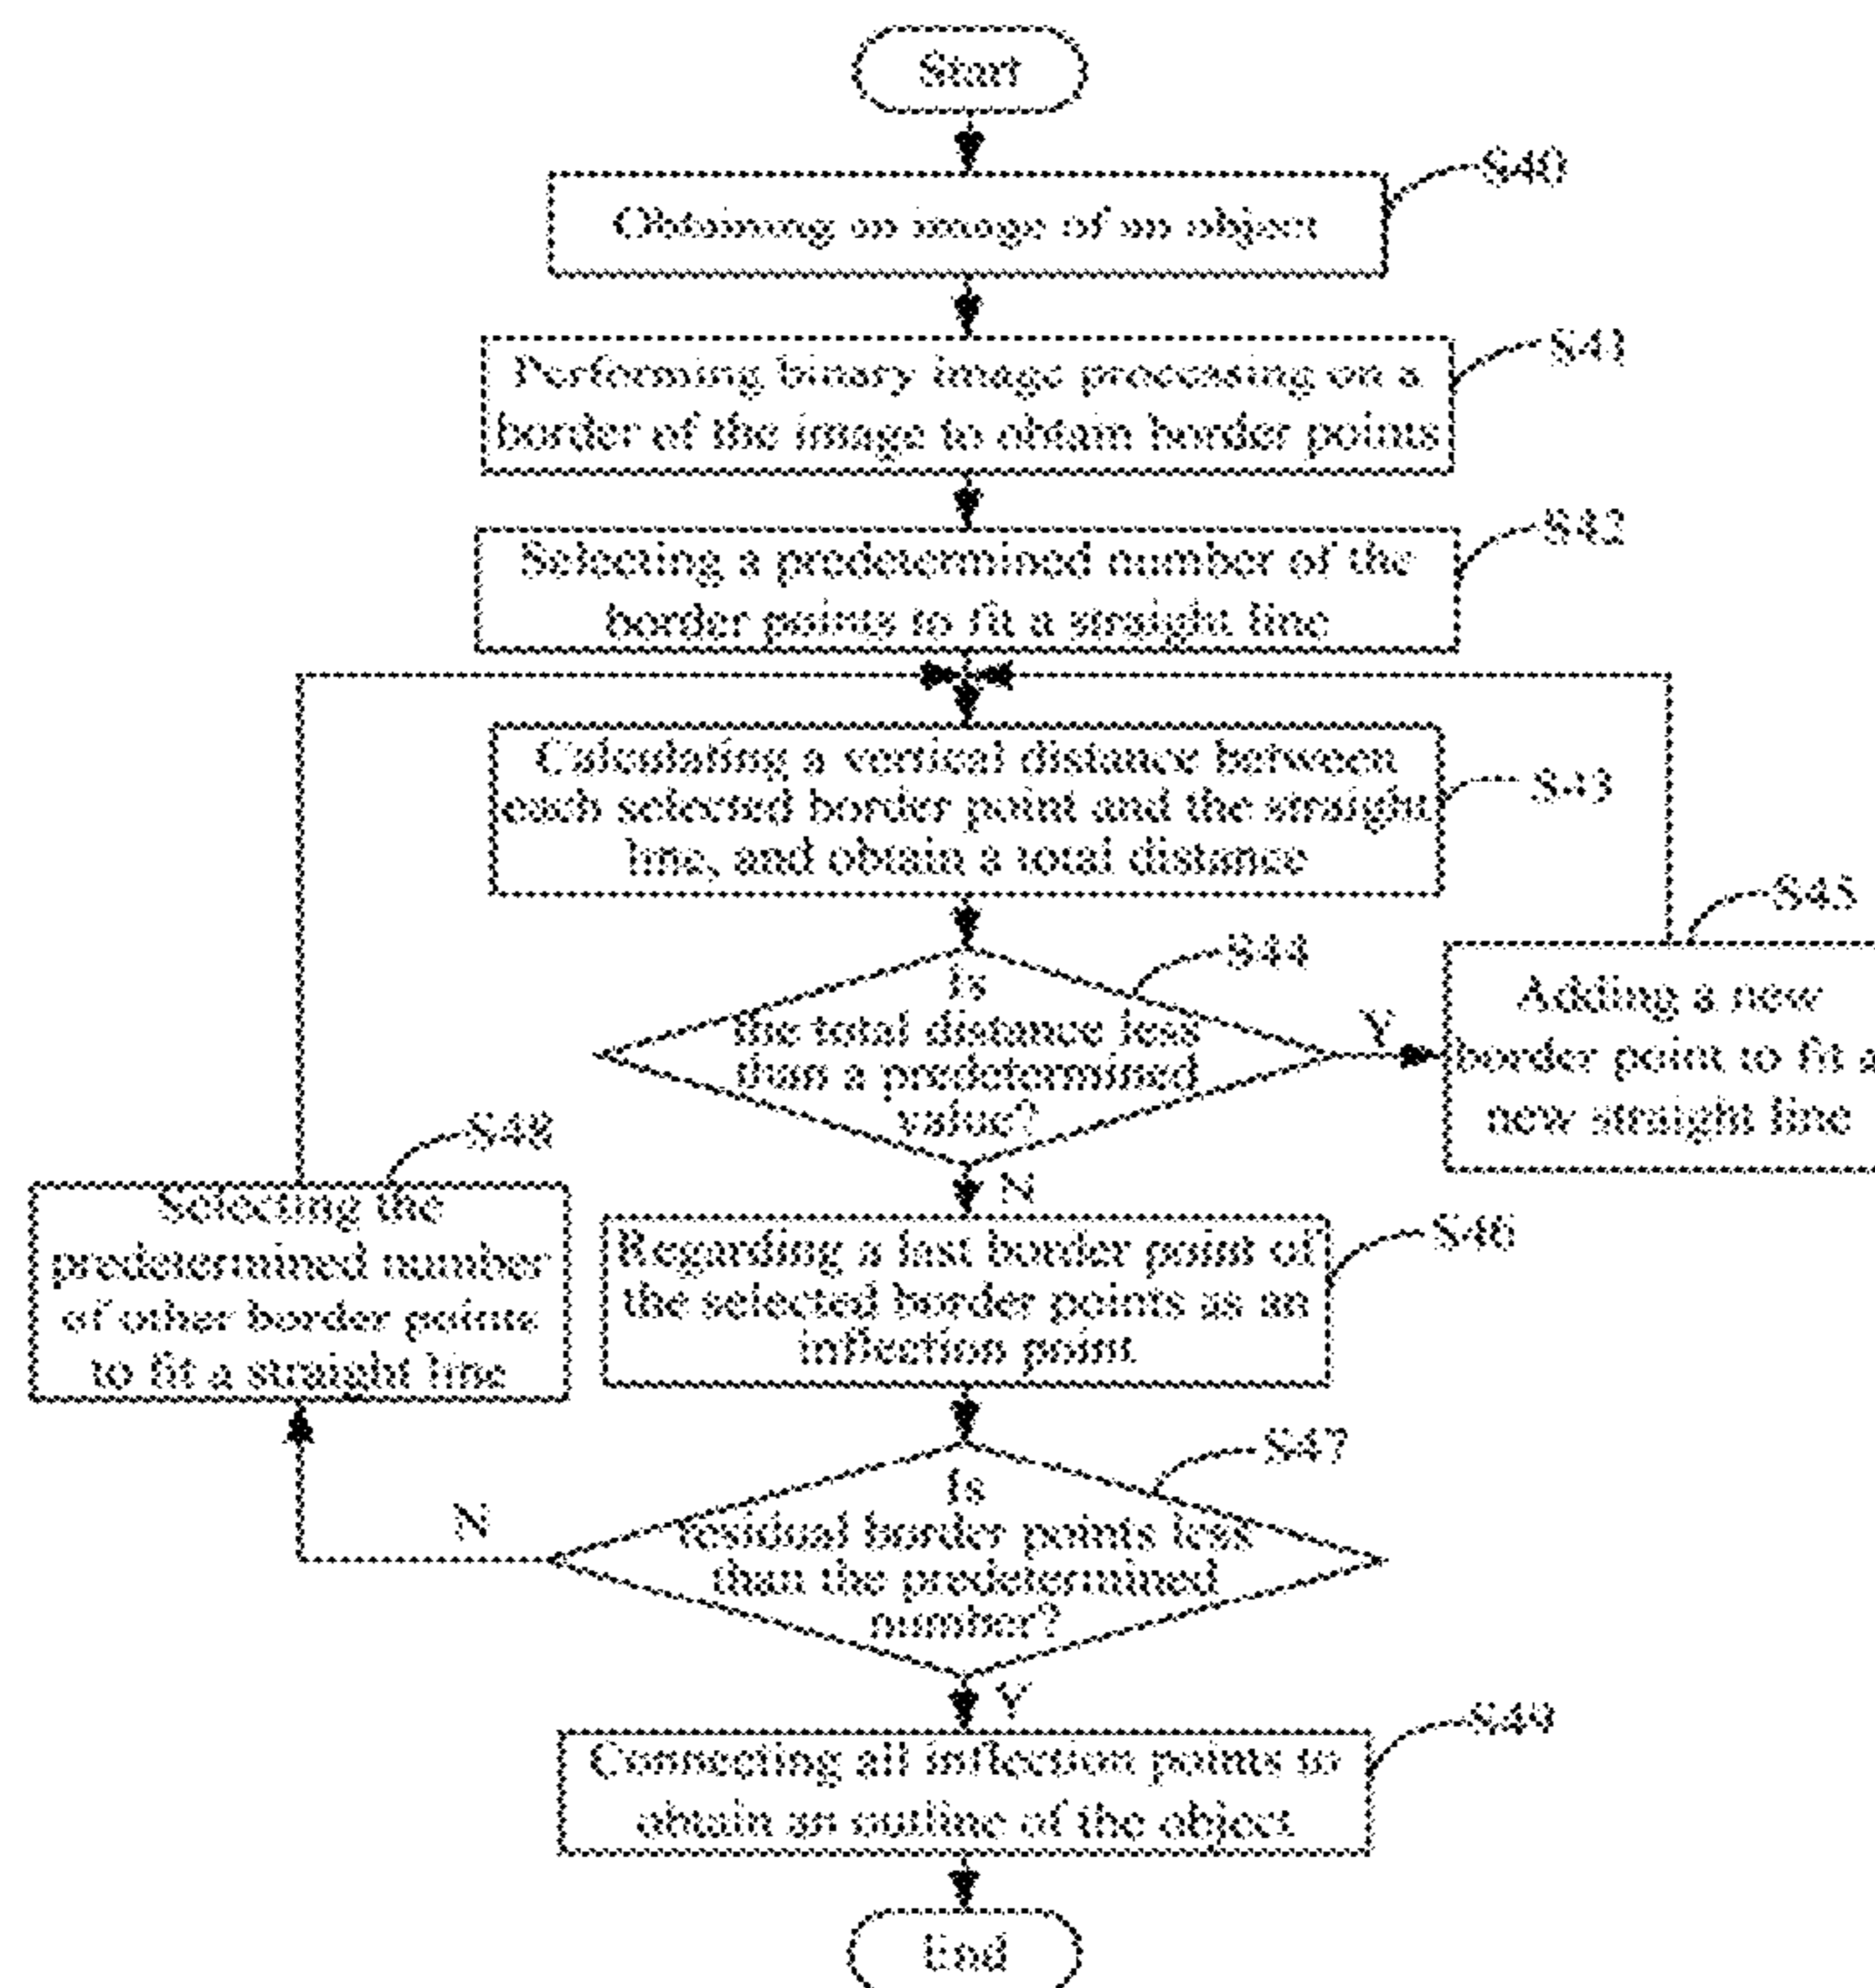 Start
S40
Obtaining an image of an object
S41
Performing binary image processing on a
border of the image to obtain border points
S42
Selecting a predetermined number of the
border points to fit a straight line
Calculating a vertical distance between
each selected border point and the straight
line, and obtain a total distance
S43
S44
Is
the total distance less
than a predetermined
value?
Y
S45
Adding a new
border point to fit a
new straight line
N
S48
Selecting the
predetermined number
of other border points
to fit a straight line
S46
Regarding a last border point of
the selected border points as an
inflection point
S47
Is
residual border points less
than the predetermined
number?
N
Y
S49
Connecting all inflection points to
obtain an outline of the object
End